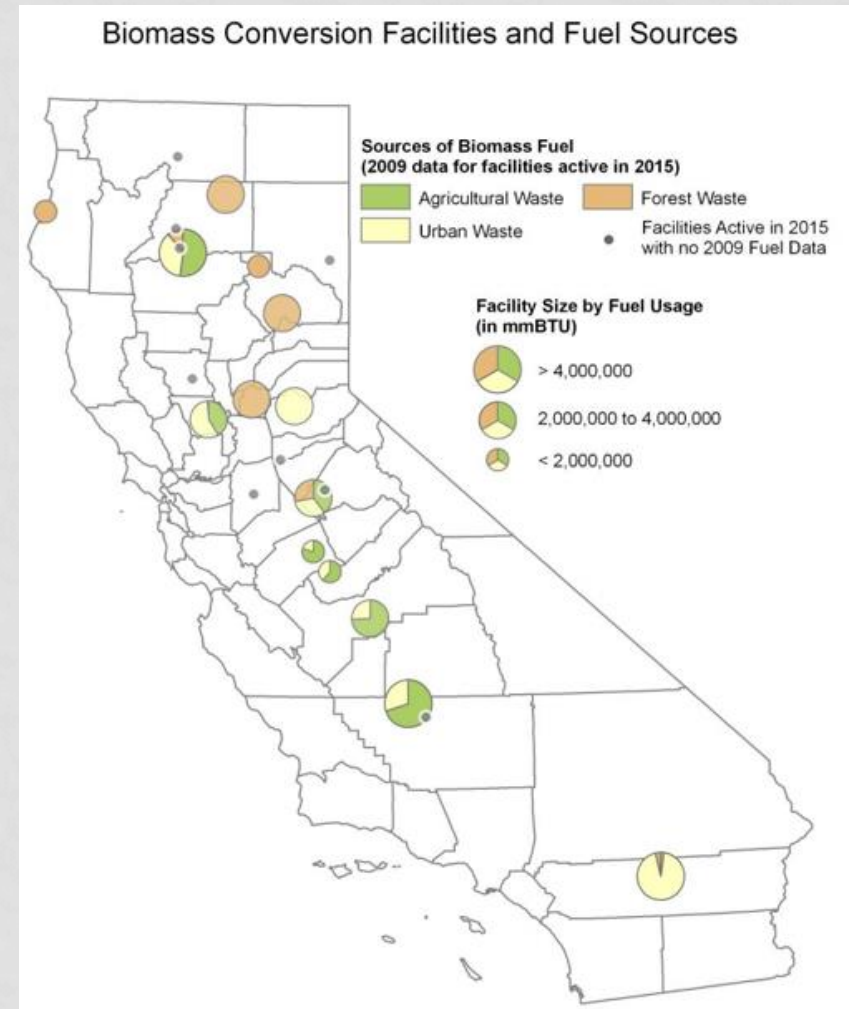 Biomass Conversion Facilities and Fuel Sources
Sources of Biomass Fuel
(2009 data for facilities active in 2015)
Agricultural Waste
Forest Waste
Urban Waste
Facilities Active in 2015
with no 2009 Fuel Data
Facility Size by Fuel Usage
(in mmBTU)
> 4,000,000
2,000,000 to 4,000,000
< 2,000,000